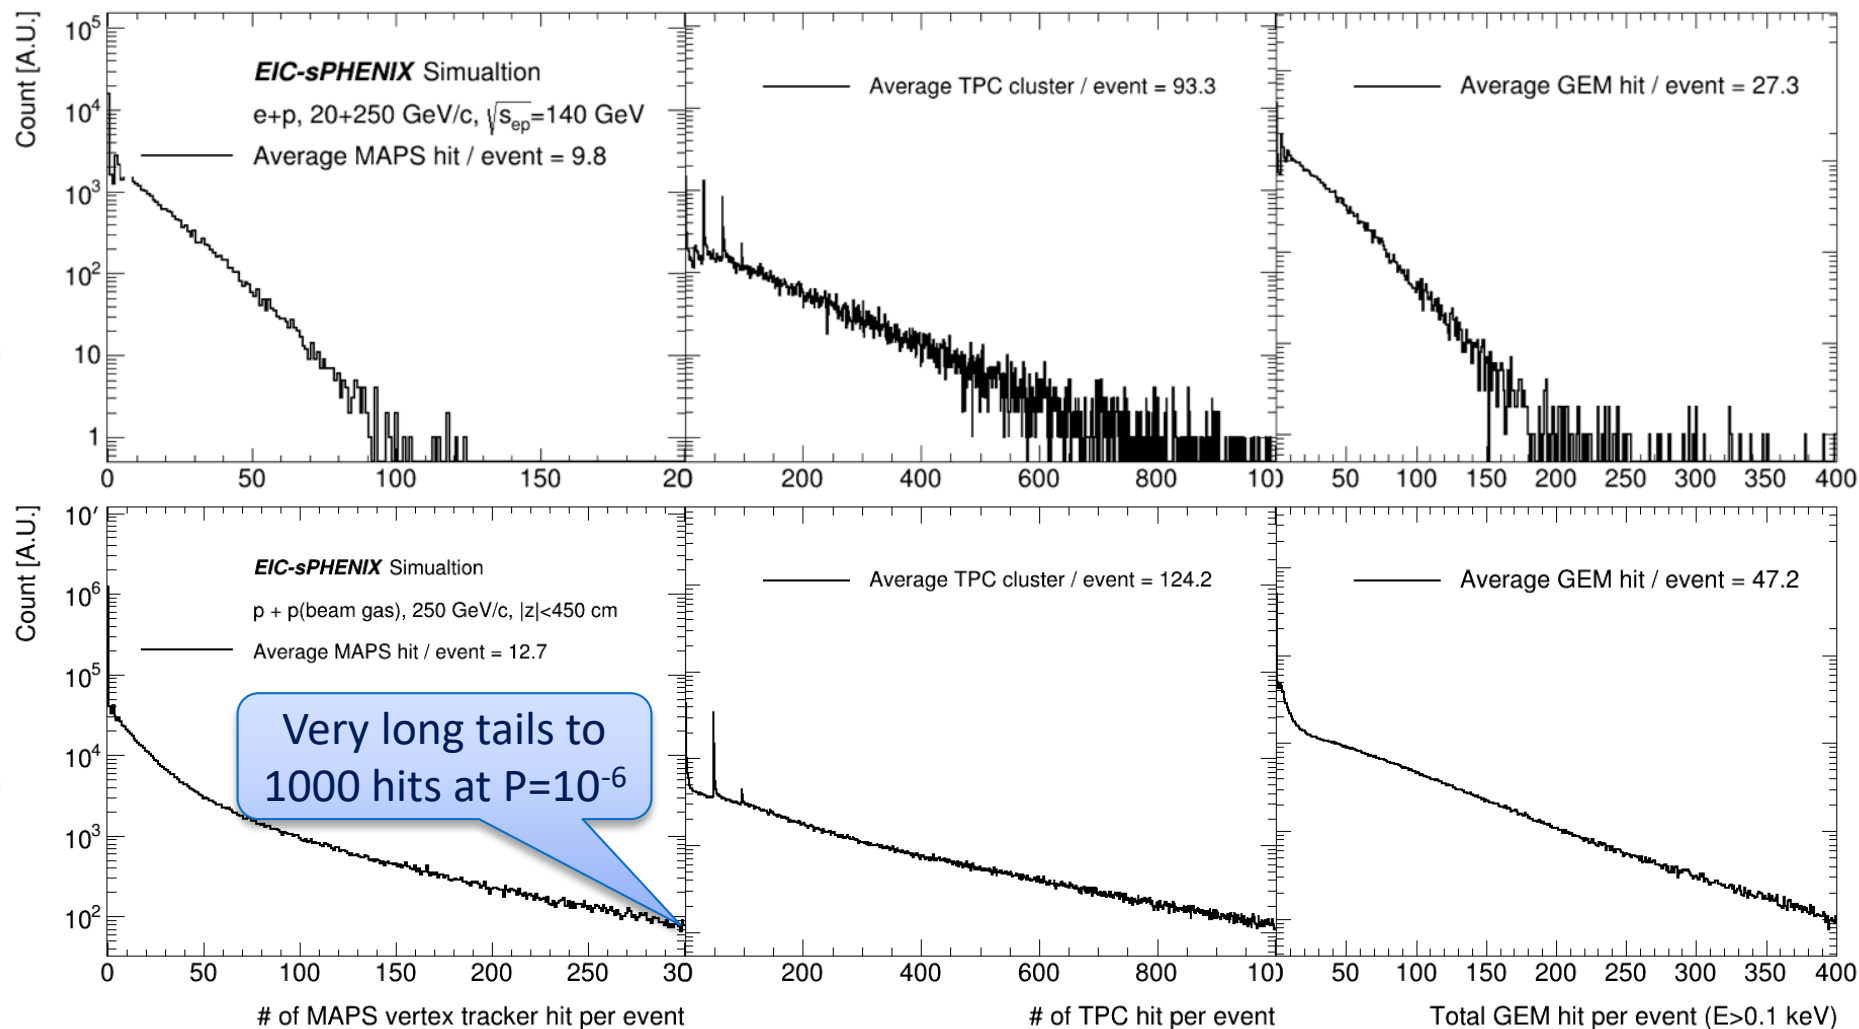 Count [A.U.]
10⁵
10⁴
10³
10²
10
1
EIC-sPHENIX Simualtion
e+p, 20+250 GeV/c, √s_ep=140 GeV
Average MAPS hit / event = 9.8
0 50 100 150 20
Average TPC cluster / event = 93.3
200 400 600 800 10
Average GEM hit / event = 27.3
0 50 100 150 200 250 300 350 400
Count [A.U.]
10⁷
10⁶
10⁵
10⁴
10³
10²
EIC-sPHENIX Simualtion
p + p(beam gas), 250 GeV/c, |z|<450 cm
Average MAPS hit / event = 12.7
Very long tails to
1000 hits at P=10⁻⁶
0 50 100 150 200 250 30
# of MAPS vertex tracker hit per event
Average TPC cluster / event = 124.2
200 400 600 800 10
# of TPC hit per event
Average GEM hit / event = 47.2
0 50 100 150 200 250 300 350 400
Total GEM hit per event (E>0.1 keV)